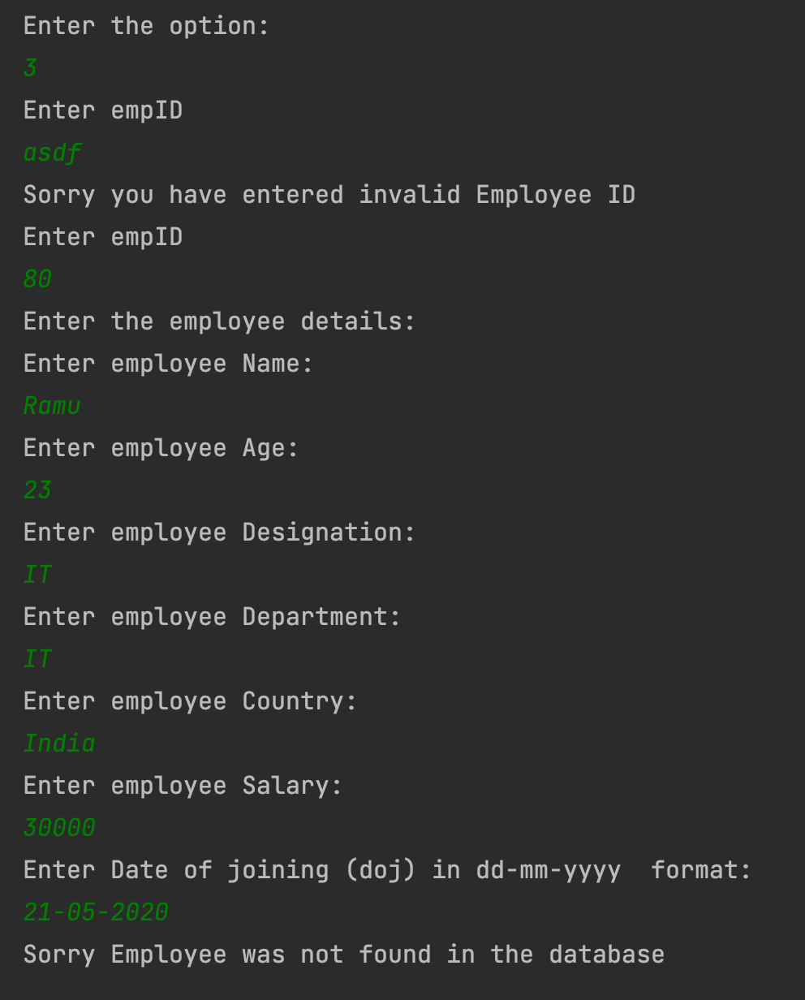 Enter the option:
3
Enter empID
asdf
Sorry you have entered invalid Employee ID
Enter empID
80
Enter the employee details:
Enter employee Name:
Ramu
Enter employee Age:
23
Enter employee Designation:
IT
Enter employee Department:
IT
Enter employee Country:
India
Enter employee Salary:
30000
Enter Date of joining (doj) in dd-mm-yyyy  format:
21-05-2020
Sorry Employee was not found in the database